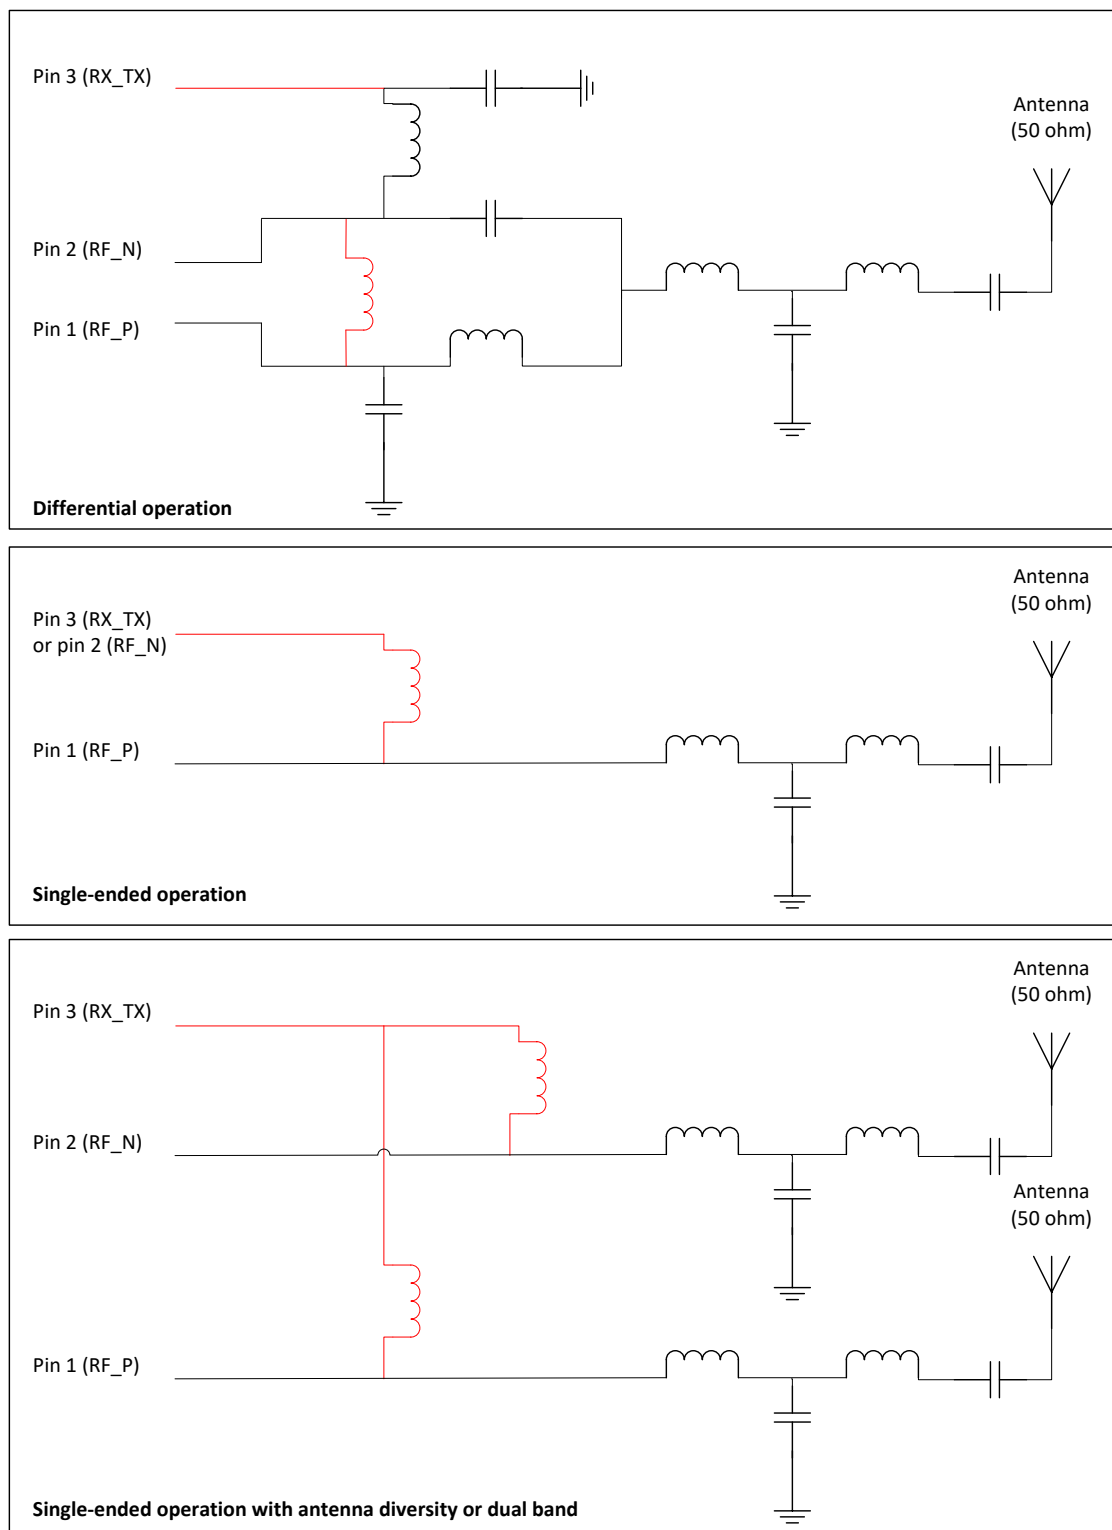 Pin 3 (RX_TX)
Antenna
(50 ohm)
Pin 2 (RF_N)
Pin 1 (RF_P)
Differential operation
Antenna
(50 ohm)
Pin 3 (RX_TX)
or pin 2 (RF_N)
Pin 1 (RF_P)
Single-ended operation
Antenna
(50 ohm)
Pin 3 (RX_TX)
Pin 2 (RF_N)
Antenna
(50 ohm)
Pin 1 (RF_P)
Single-ended operation with antenna diversity or dual band